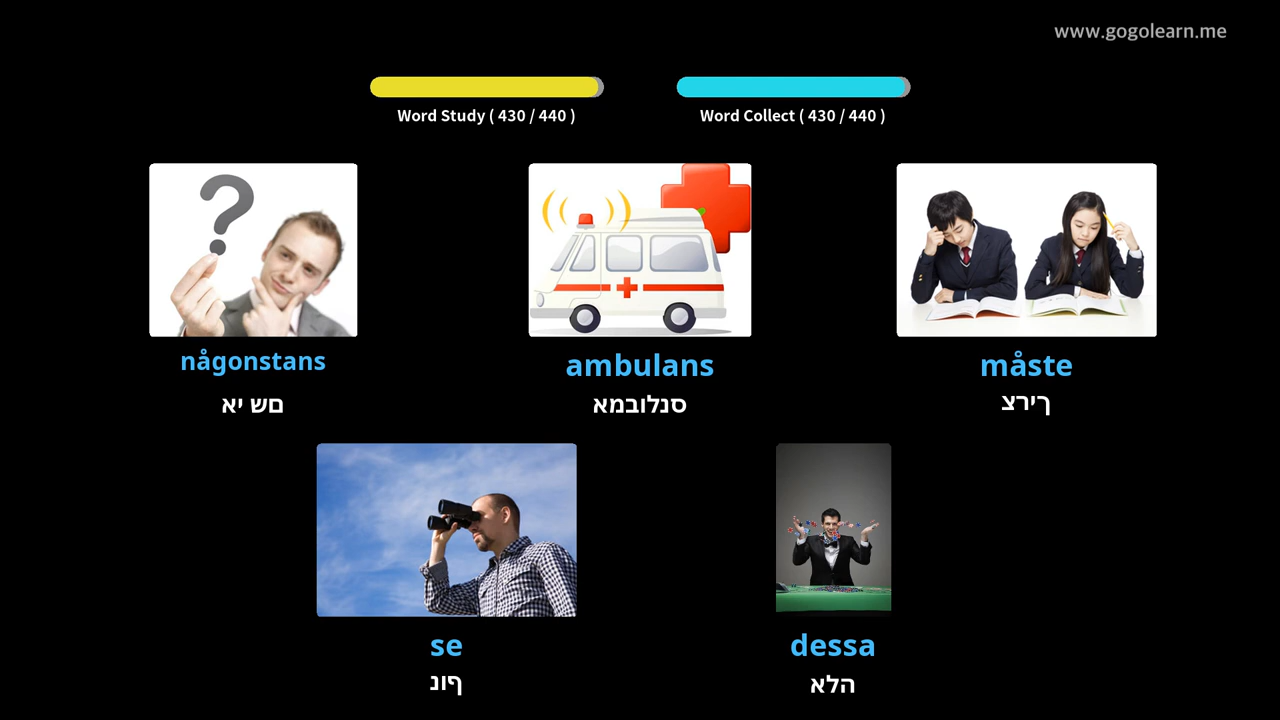 www.gogolearn.me
Word Study ( 430 / 440 )
Word Collect ( 430 / 440 )
någonstans
אי שם
ambulans
אמבולנס
måste
צריך
se
נוף
dessa
אלה